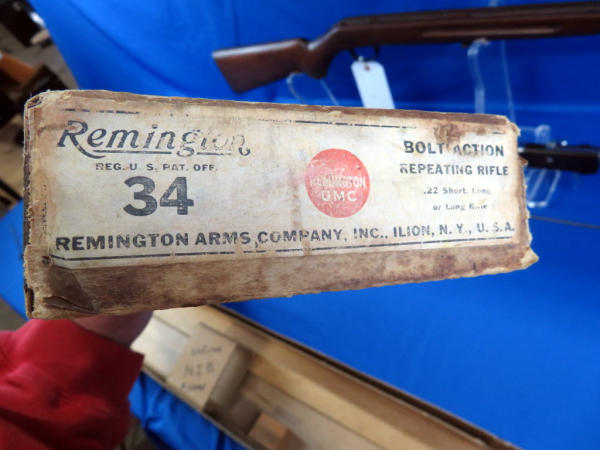 Remington
REG. U. S. PAT. OFF.
34
REMINGTON
UMC
BOLT ACTION
REPEATING RIFLE
.22 Short, Long
or Long Rifle
REMINGTON ARMS COMPANY, INC., ILION, N. Y., U. S. A.
N.I.B